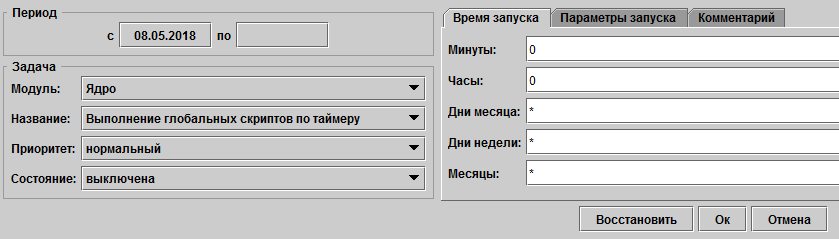 Период
с 08.05.2018 по
Задача
Модуль: Ядро
Название: Выполнение глобальных скриптов по таймеру
Приоритет: нормальный
Состояние: выключена
Время запуска Параметры запуска Комментарий
Минуты: 0
Часы: 0
Дни месяца: *
Дни недели: *
Месяцы: *
Восстановить Ок Отмена